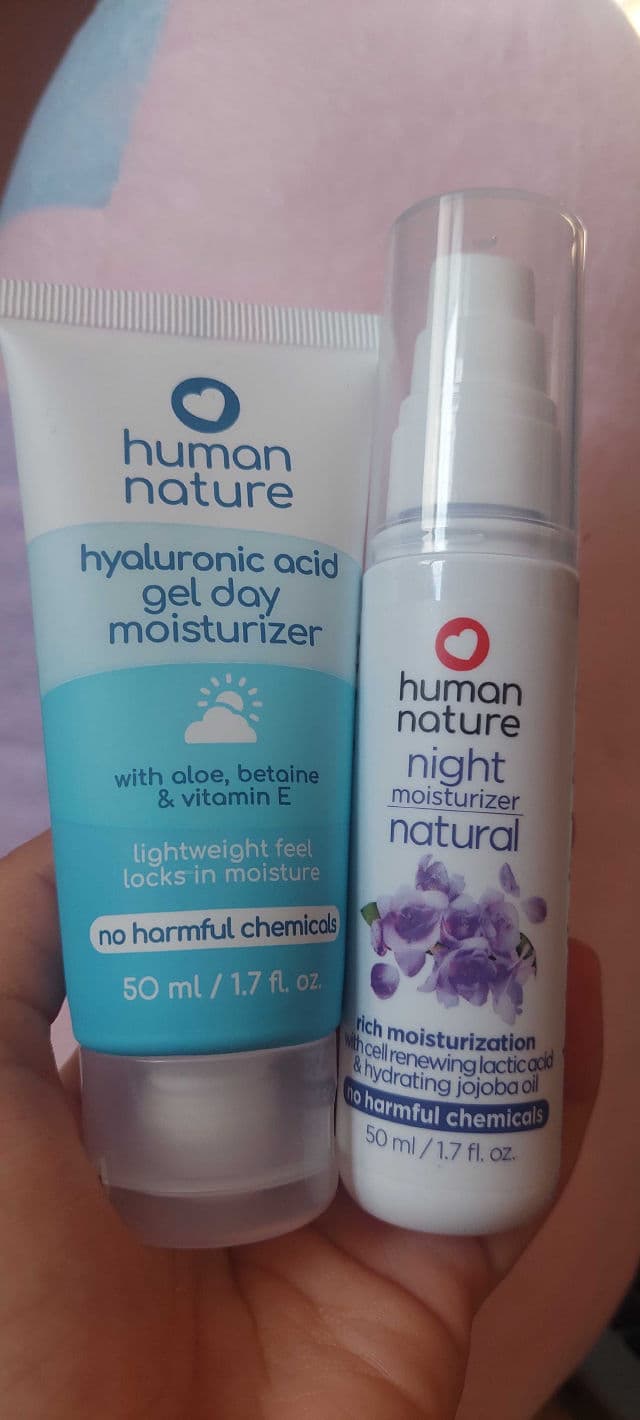 human
nature
hyaluronic acid
gel day
moisturizer
with aloe, betaine
& vitamin E
lightweight feel
locks in moisture
no harmful chemicals
50 ml / 1.7 fl. oz.
human
nature
night
moisturizer
natural
rich moisturization
with cell renewing lactic acid
& hydrating jojoba oil
no harmful chemicals
50 ml / 1.7 fl. oz.